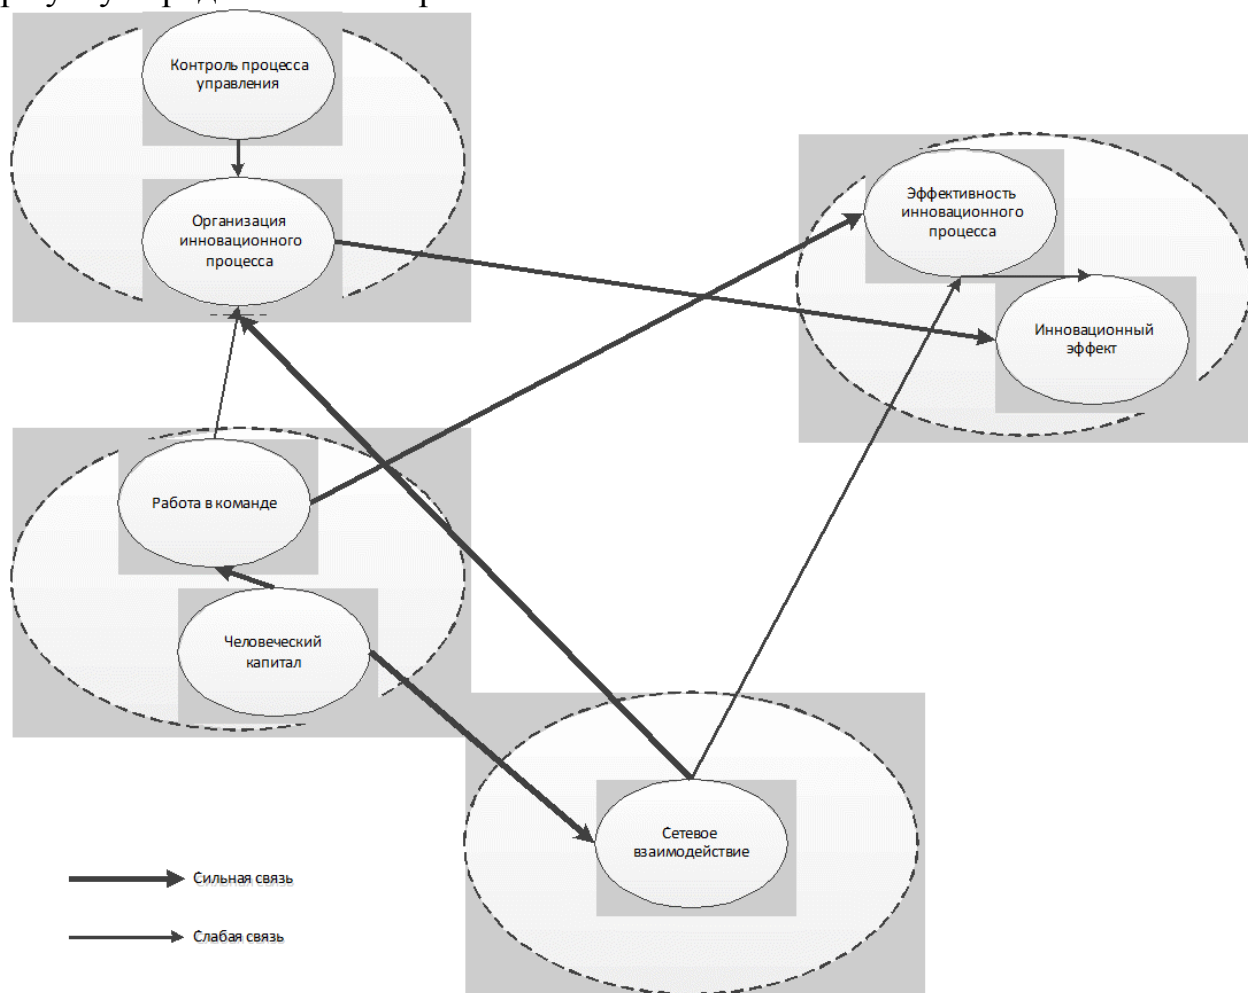 Контроль процесса
управления
Организация
инновационного
процесса
Эффективность
инновационного
процесса
Инновационный
эффект
Работа в команде
Человеческий
капитал
Сетевое
взаимодействие
Сильная связь
Слабая связь